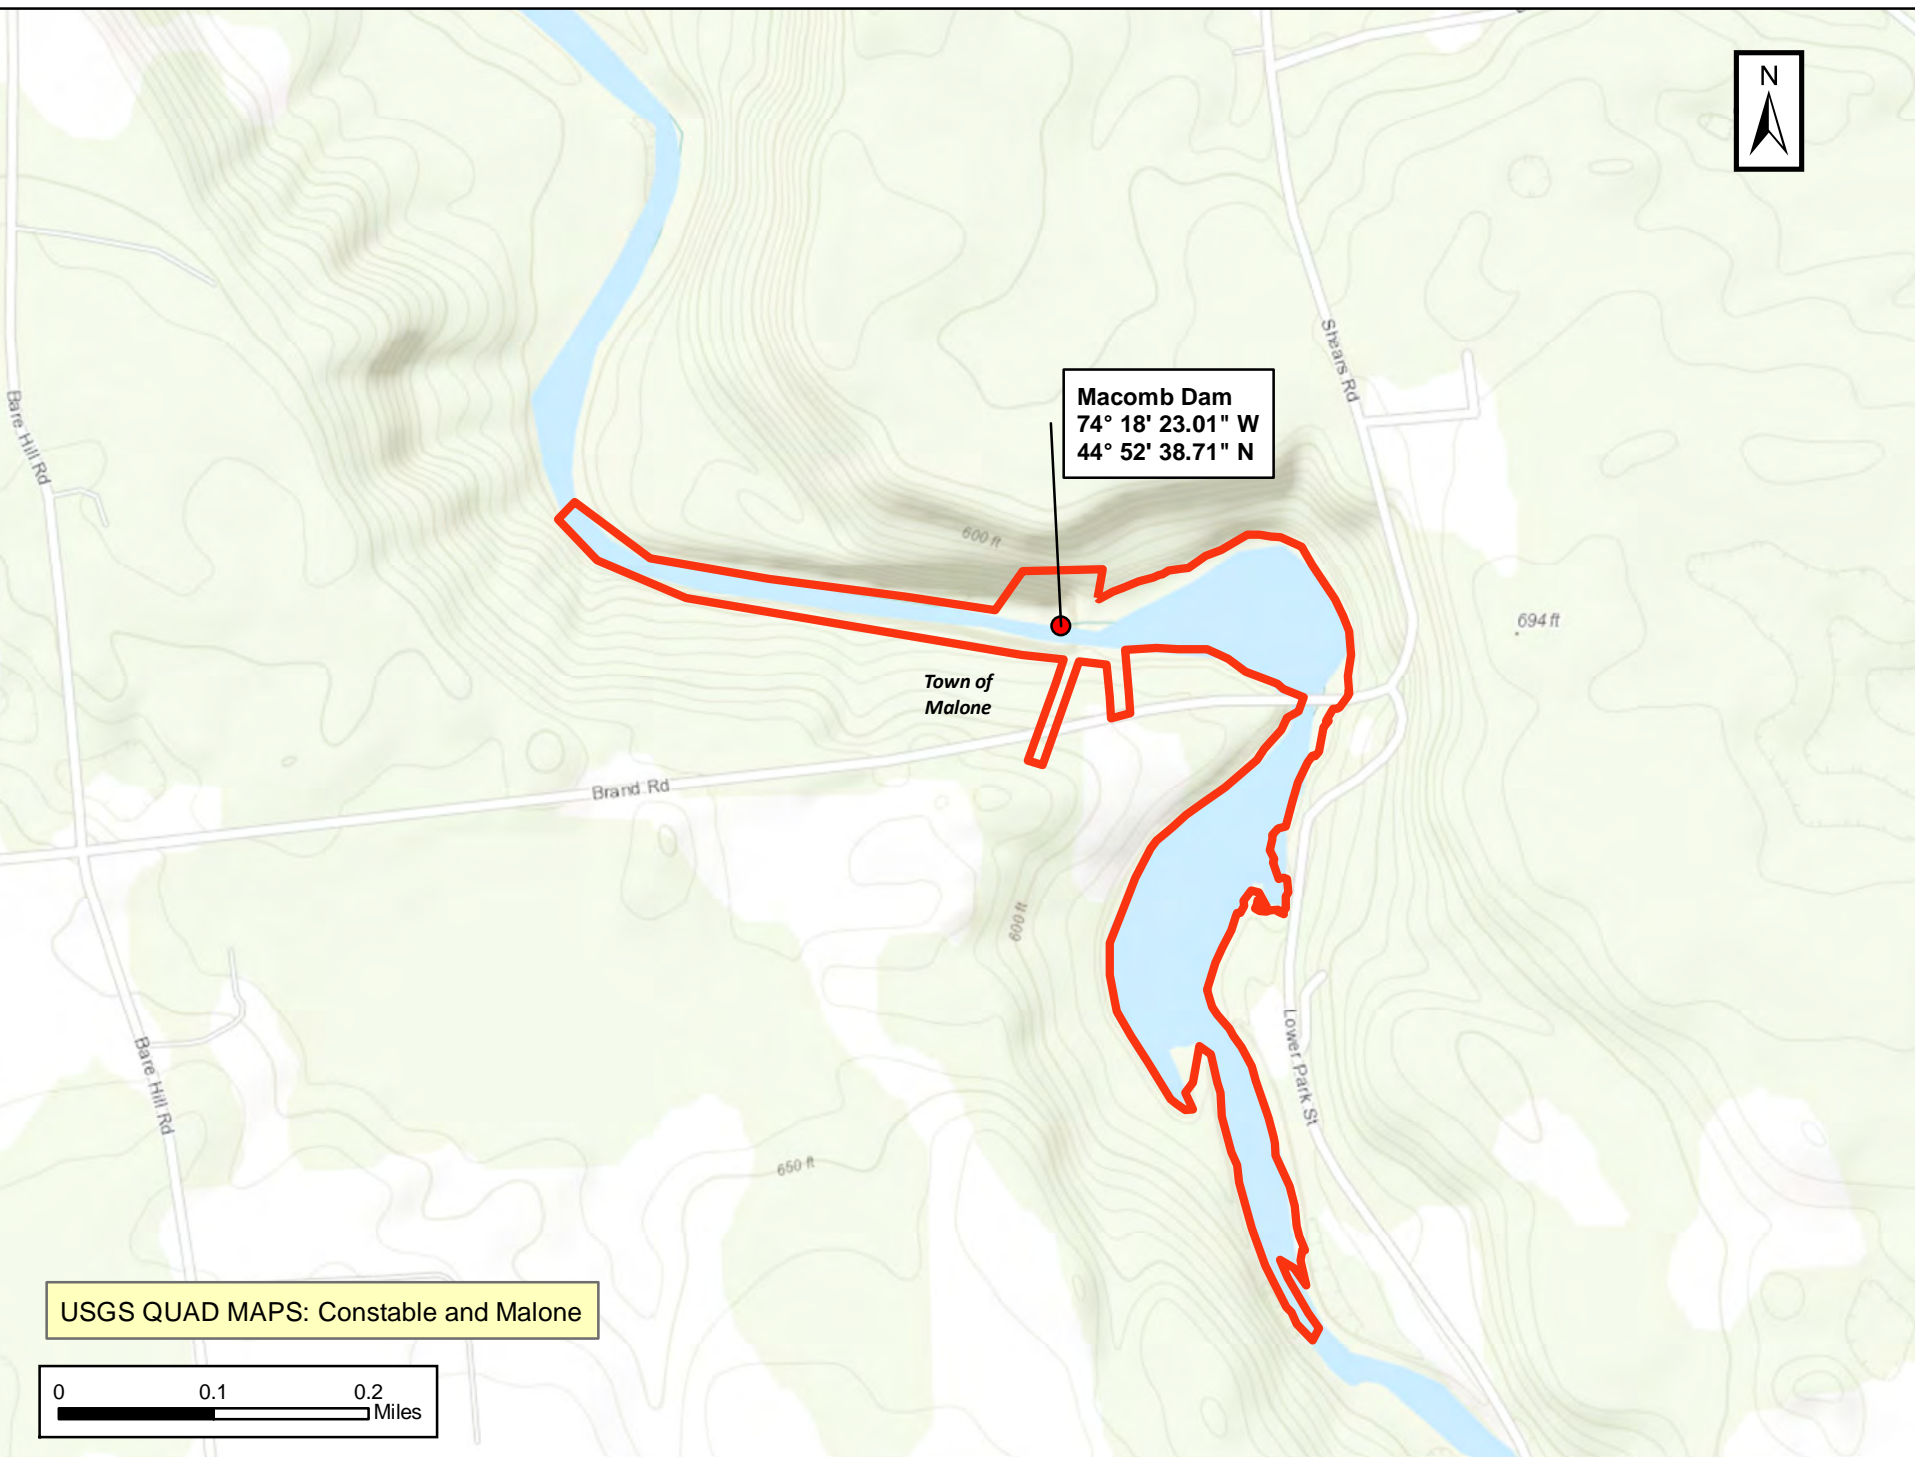 N
Shears Rd
Bare Hill Rd
Macomb Dam
74° 18' 23.01" W
44° 52' 38.71" N
600 ft
694 ft
Town of
Malone
Brand Rd
600 ft
Lower Park St
Bare Hill Rd
650 ft
USGS QUAD MAPS: Constable and Malone
0 0.1 0.2
Miles